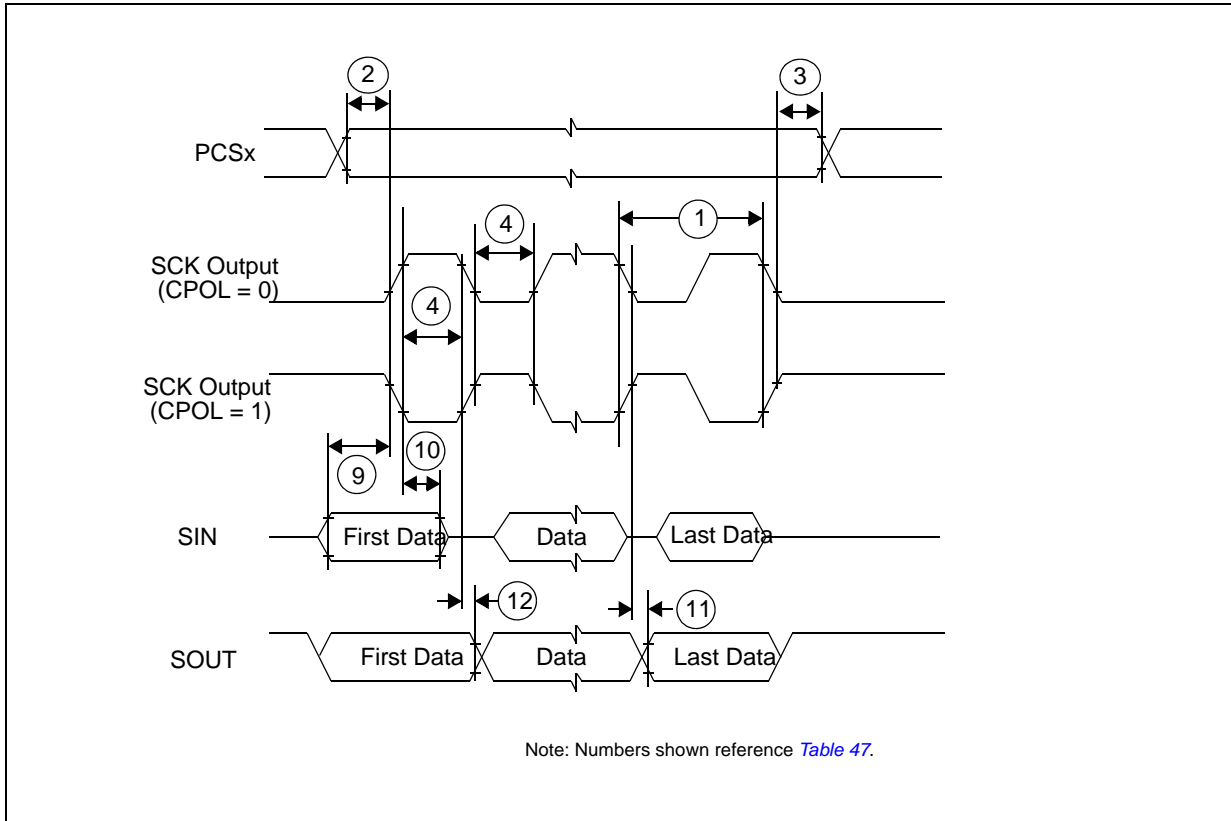 2
3
PCSx
1
4
SCK Output
(CPOL = 0)
4
SCK Output
(CPOL = 1)
10
9
SIN
First Data
Data
Last Data
12
11
SOUT
First Data
Data
Last Data
Note: Numbers shown reference Table 47.